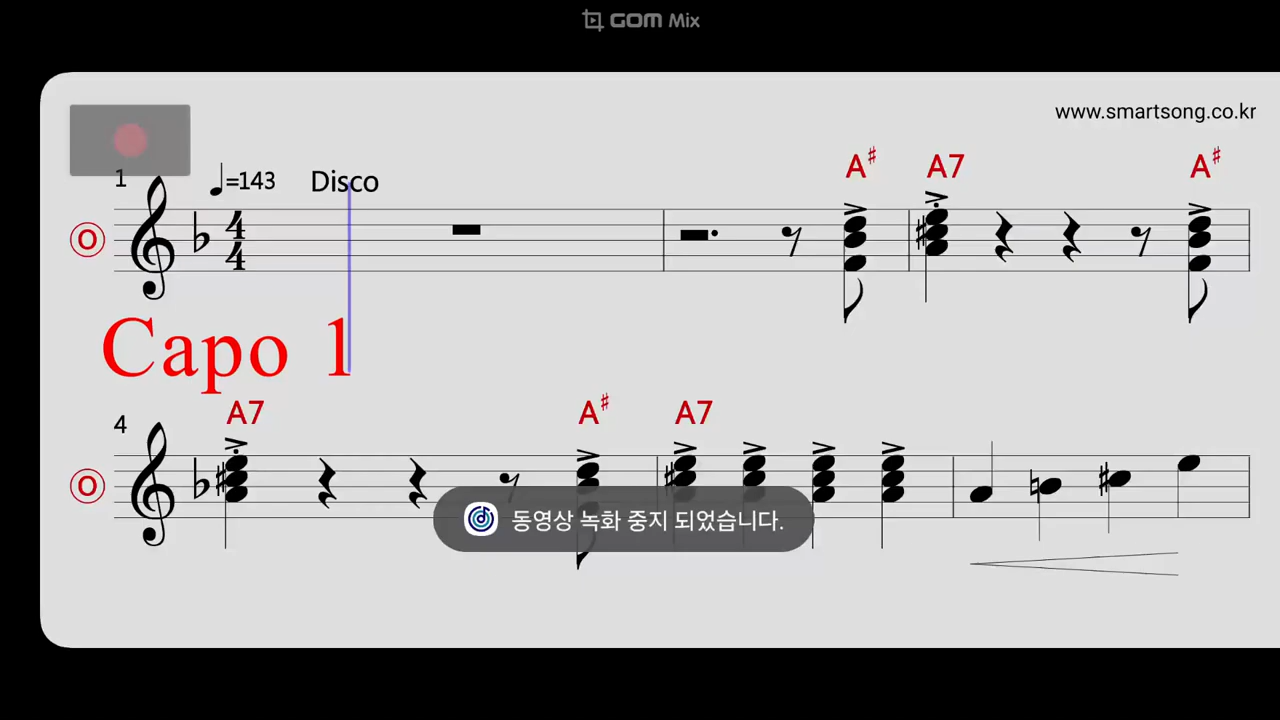 GOM Mix
www.smartsong.co.kr
1 ♩=143 Disco A♯ A7 A♯
O 4/4
Capo 1
4 A7 A♯ A7
O
동영상 녹화 중지 되었습니다.